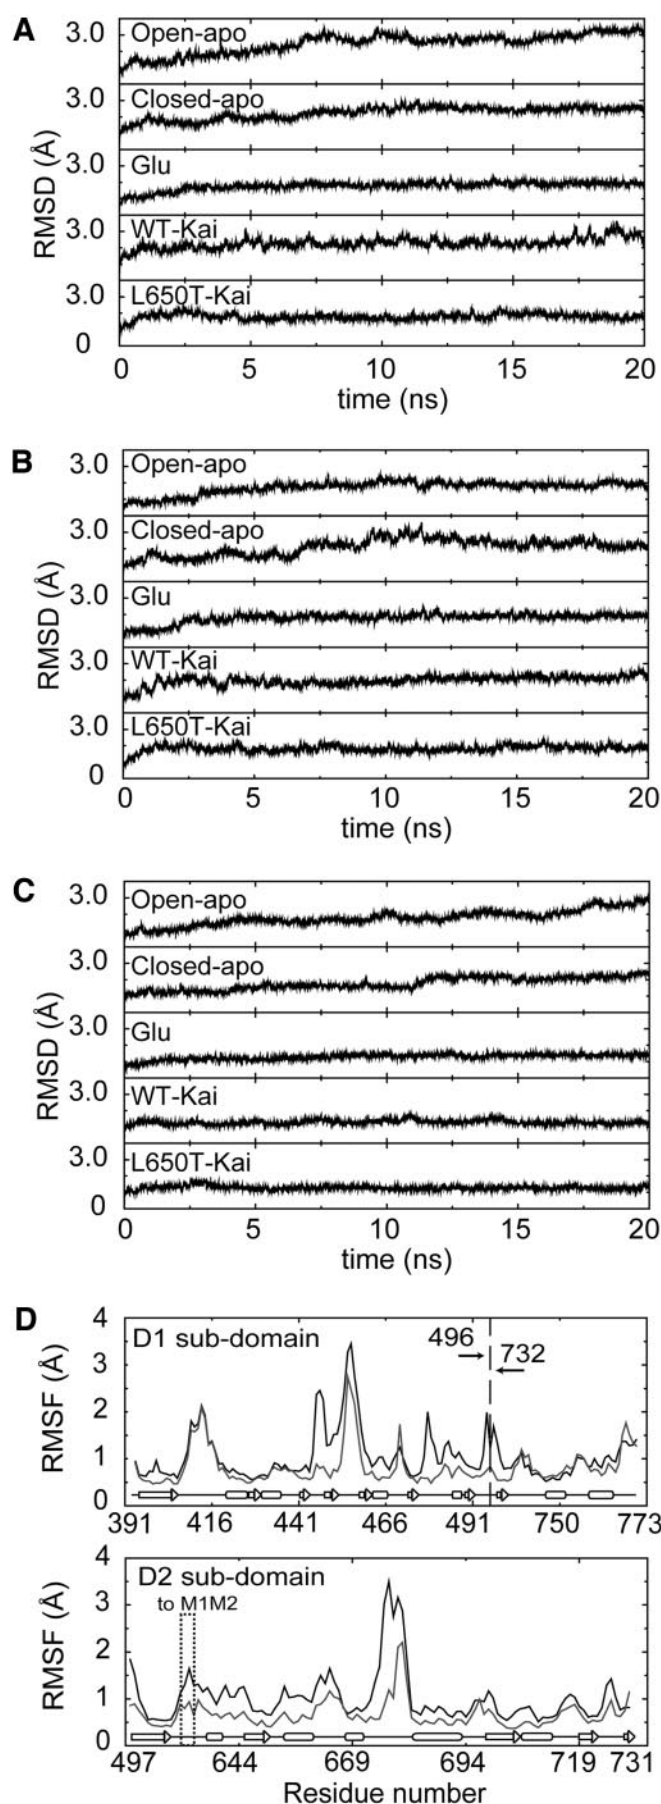 A
3.0 Open-apo
3.0 Closed-apo
3.0 Glu
3.0 WT-Kai
3.0 L650T-Kai
0
RMSD (Å)
0 5 10 15 20
time (ns)
B
3.0 Open-apo
3.0 Closed-apo
3.0 Glu
3.0 WT-Kai
3.0 L650T-Kai
0
RMSD (Å)
0 5 10 15 20
time (ns)
C
3.0 Open-apo
3.0 Closed-apo
3.0 Glu
3.0 WT-Kai
3.0 L650T-Kai
0
RMSD (Å)
0 5 10 15 20
time (ns)
D
4 D1 sub-domain 496
3 732
2
1
0
RMSF (Å)
391 416 441 466 491 750 773
4 D2 sub-domain
to M1M2
3
2
1
0
RMSF (Å)
497 644 669 694 719 731
Residue number